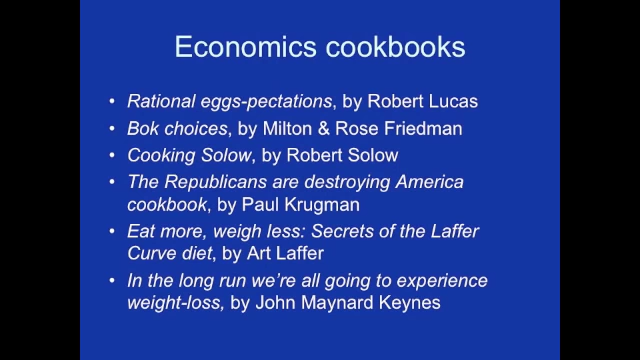 Economics cookbooks
• Rational eggs-pectations, by Robert Lucas
• Bok choices, by Milton & Rose Friedman
• Cooking Solow, by Robert Solow
• The Republicans are destroying America
cookbook, by Paul Krugman
• Eat more, weigh less: Secrets of the Laffer
Curve diet, by Art Laffer
• In the long run we're all going to experience
weight-loss, by John Maynard Keynes